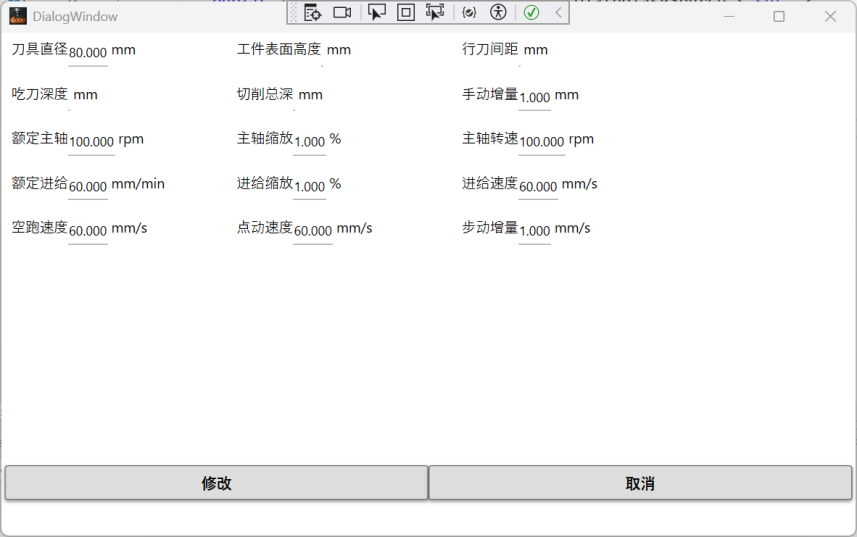 DialogWindow
刀具直径80.000 mm 工件表面高度 mm 行刀间距 mm
吃刀深度 mm 切削总深 mm 手动增量1.000 mm
额定主轴100.000 rpm 主轴缩放1.000 % 主轴转速100.000 rpm
额定进给60.000 mm/min 进给缩放1.000 % 进给速度60.000 mm/s
空跑速度60.000 mm/s 点动速度60.000 mm/s 步动增量1.000 mm/s
修改 取消